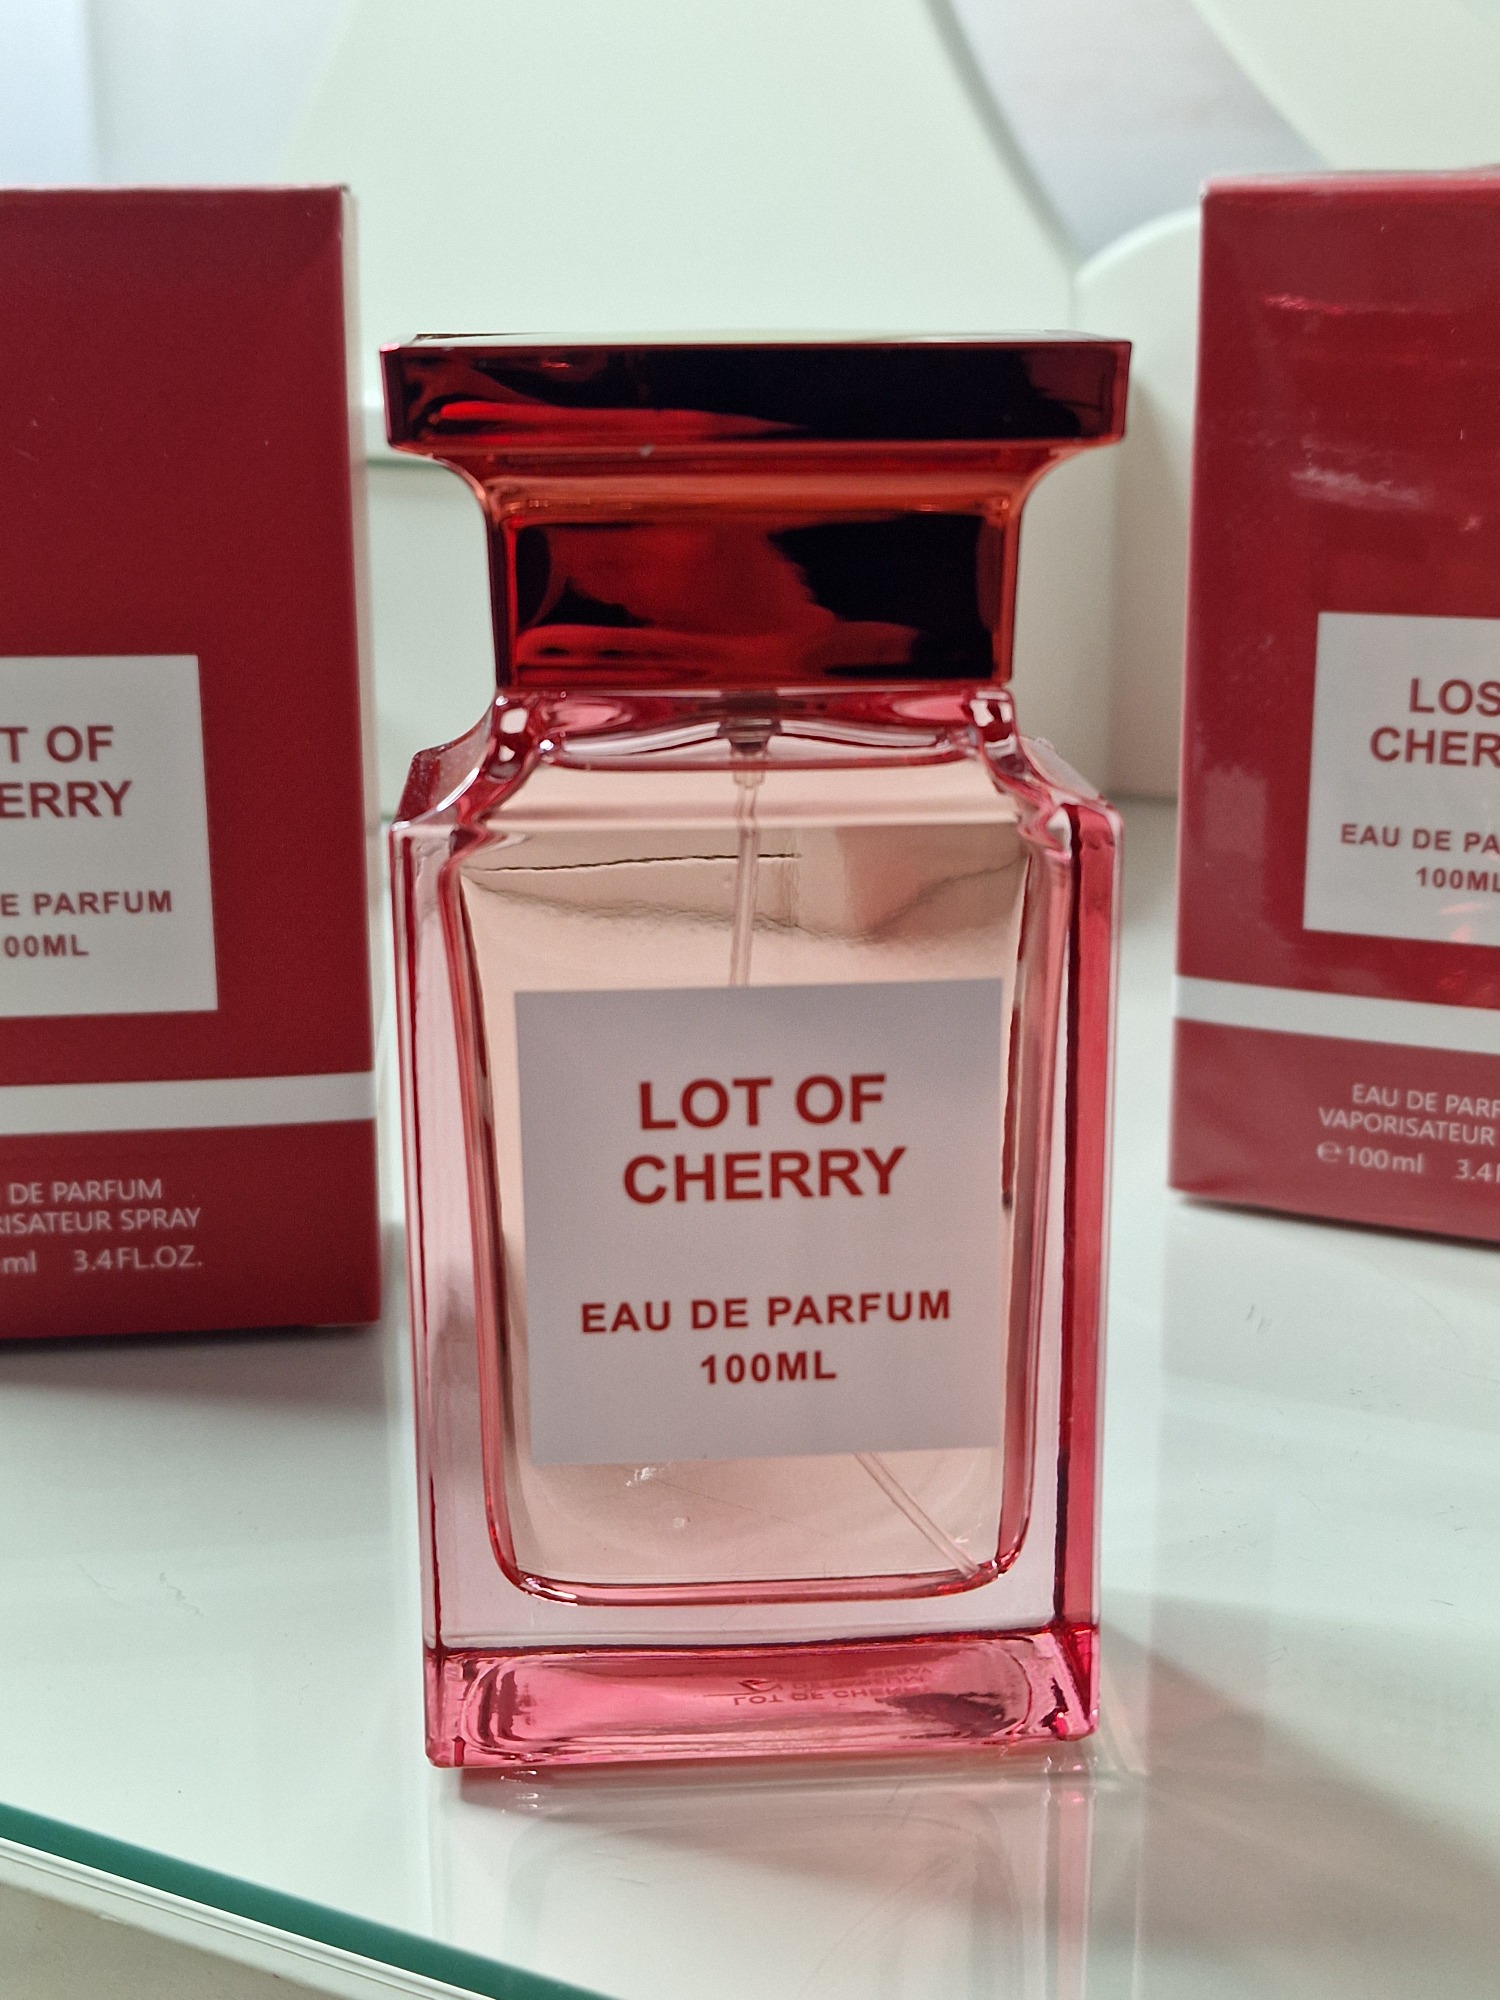 T OF
ERRY
E PARFUM
00ML
DE PARFUM
RISATEUR SPRAY
ml 3.4FL.OZ.
LOT OF
CHERRY
EAU DE PARFUM
100ML
LOS
CHER
EAU DE PA
100ML
EAU DE PARF
VAPORISATEUR
℮100ml 3.4